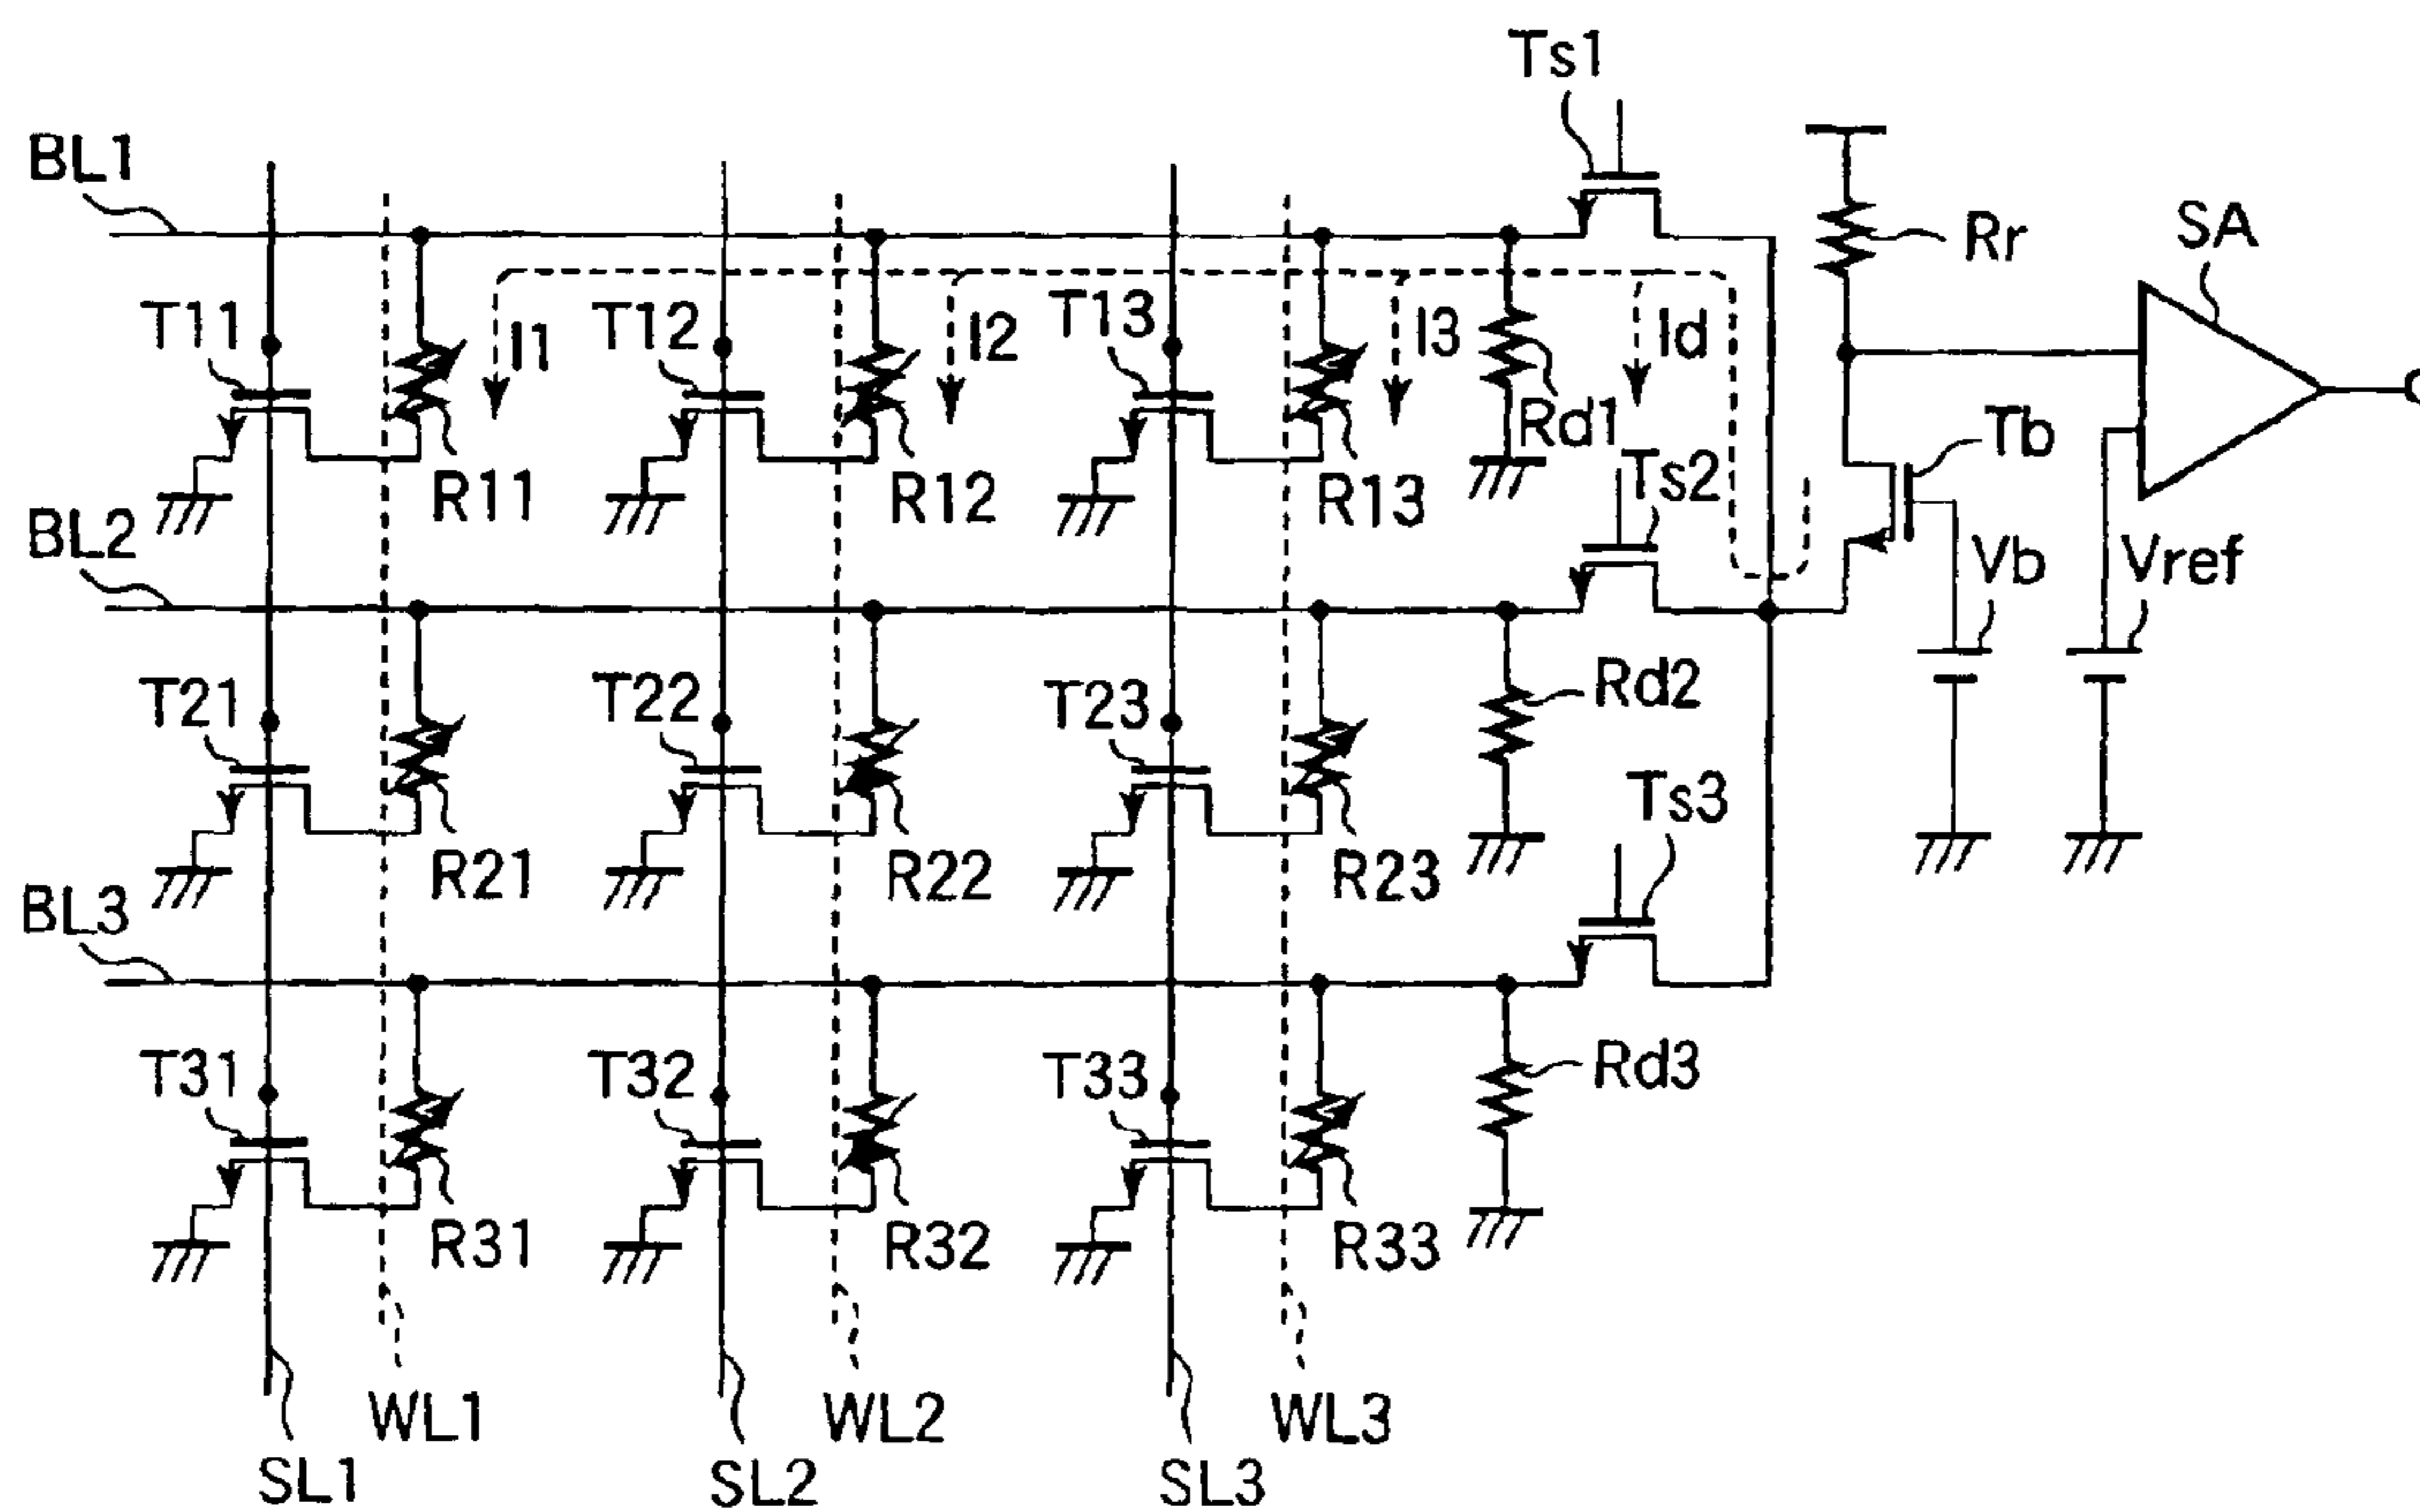 Ts1
BL1
Rr
SA
T11
I1
T12
I2
T13
I3
Id
Rd1
Tb
R11
R12
R13
Ts2
BL2
Vb
Vref
T21
T22
T23
Rd2
Ts3
R21
R22
R23
BL3
T31
T32
T33
Rd3
R31
R32
R33
WL1
WL2
WL3
SL1
SL2
SL3